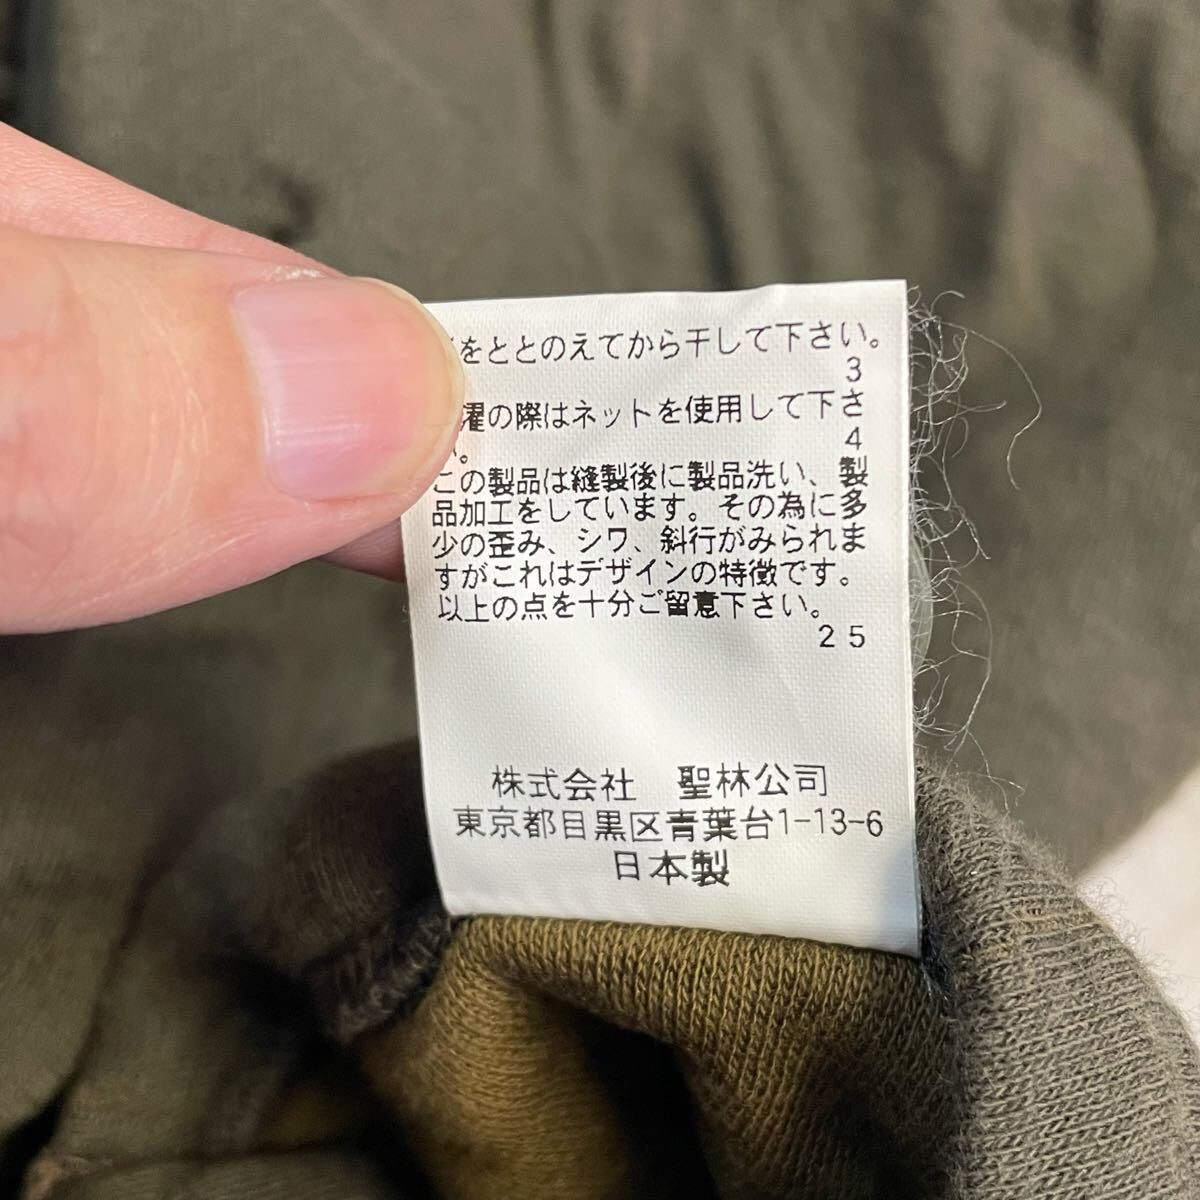 をととのえてから干して下さい。
3
濯の際はネットを使用して下さ
い。
4
この製品は縫製後に製品洗い、製
品加工をしています。その為に多
少の歪み、シワ、斜行がみられま
すがこれはデザインの特徴です。
以上の点を十分ご留意下さい。
25
株式会社 聖林公司
東京都目黒区青葉台1-13-6
日本製